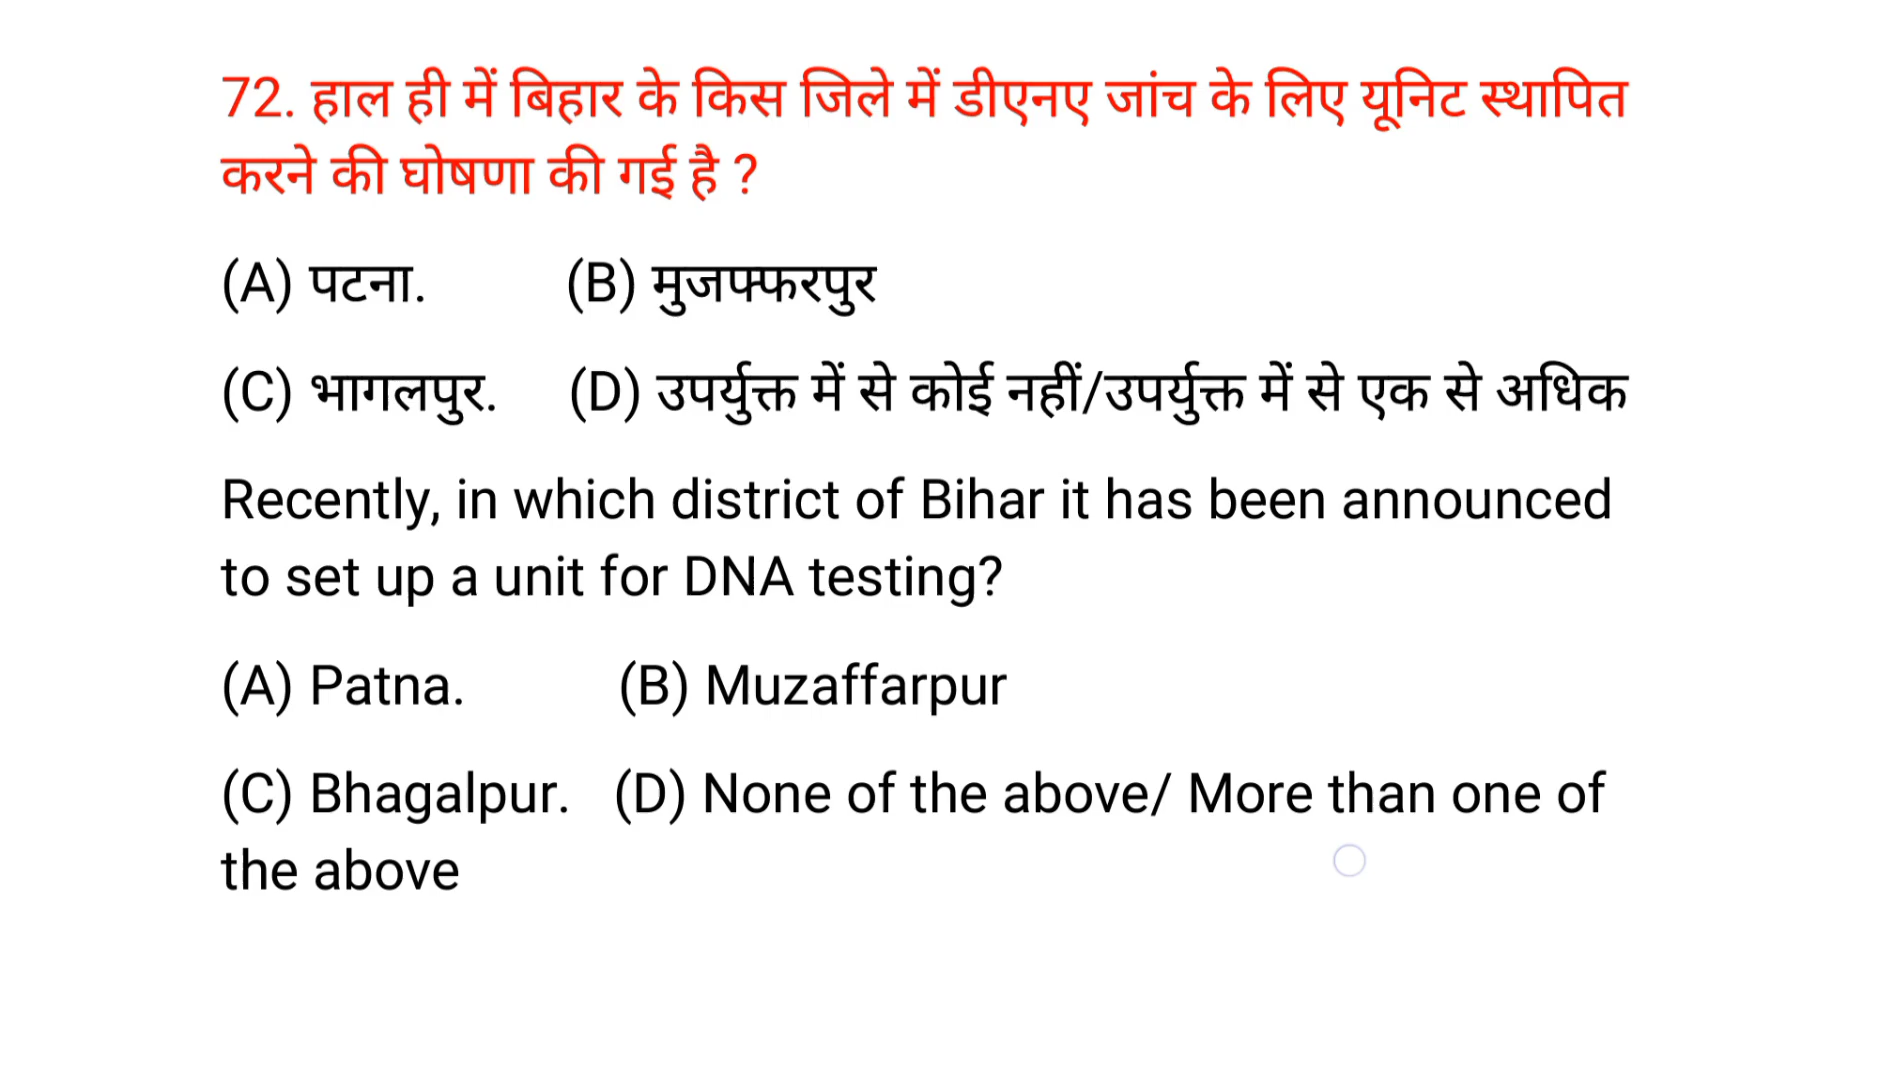 72. हाल ही में बिहार के किस जिले में डीएनए जांच के लिए यूनिट स्थापित
करने की घोषणा की गई है ?
(A) पटना. (B) मुजफ्फरपुर
(C) भागलपुर. (D) उपर्युक्त में से कोई नहीं/उपर्युक्त में से एक से अधिक
Recently, in which district of Bihar it has been announced
to set up a unit for DNA testing?
(A) Patna. (B) Muzaffarpur
(C) Bhagalpur. (D) None of the above/ More than one of
the above